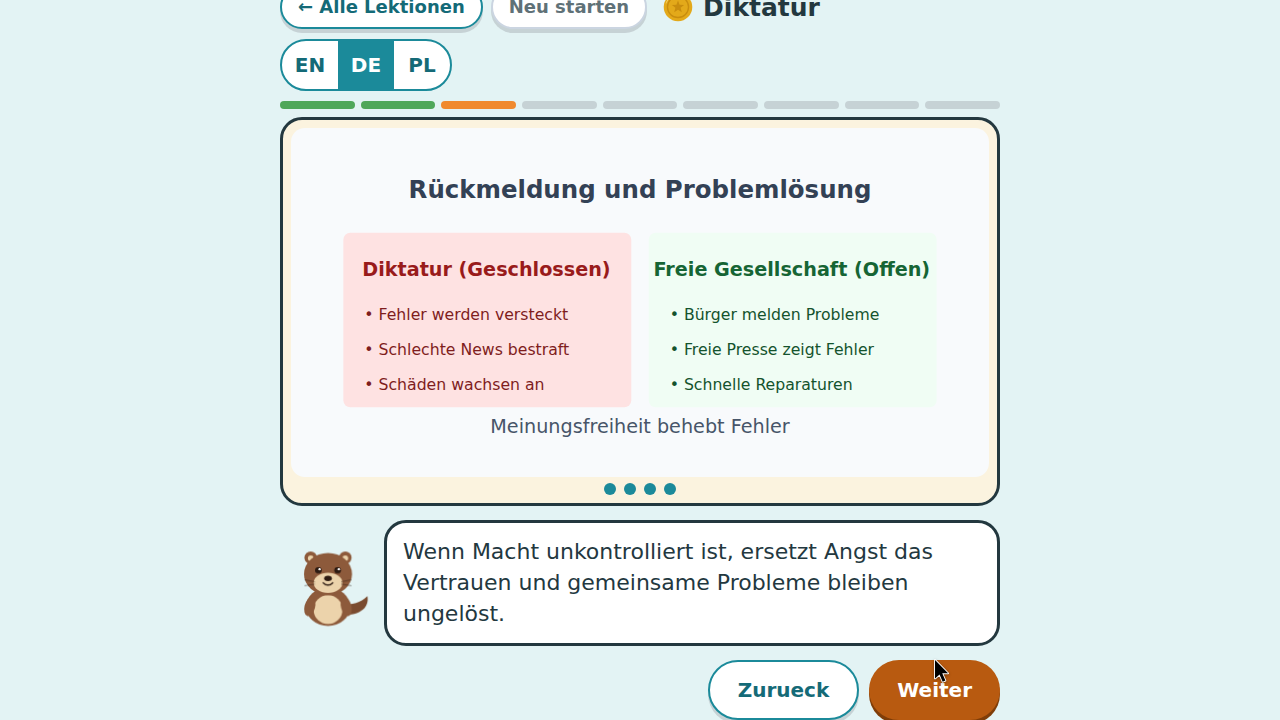 ← Alle Lektionen
Neu starten
Diktatur
EN DE PL
Rückmeldung und Problemlösung
Diktatur (Geschlossen)
• Fehler werden versteckt
• Schlechte News bestraft
• Schäden wachsen an
Freie Gesellschaft (Offen)
• Bürger melden Probleme
• Freie Presse zeigt Fehler
• Schnelle Reparaturen
Meinungsfreiheit behebt Fehler
Wenn Macht unkontrolliert ist, ersetzt Angst das
Vertrauen und gemeinsame Probleme bleiben
ungelöst.
Zurueck
Weiter